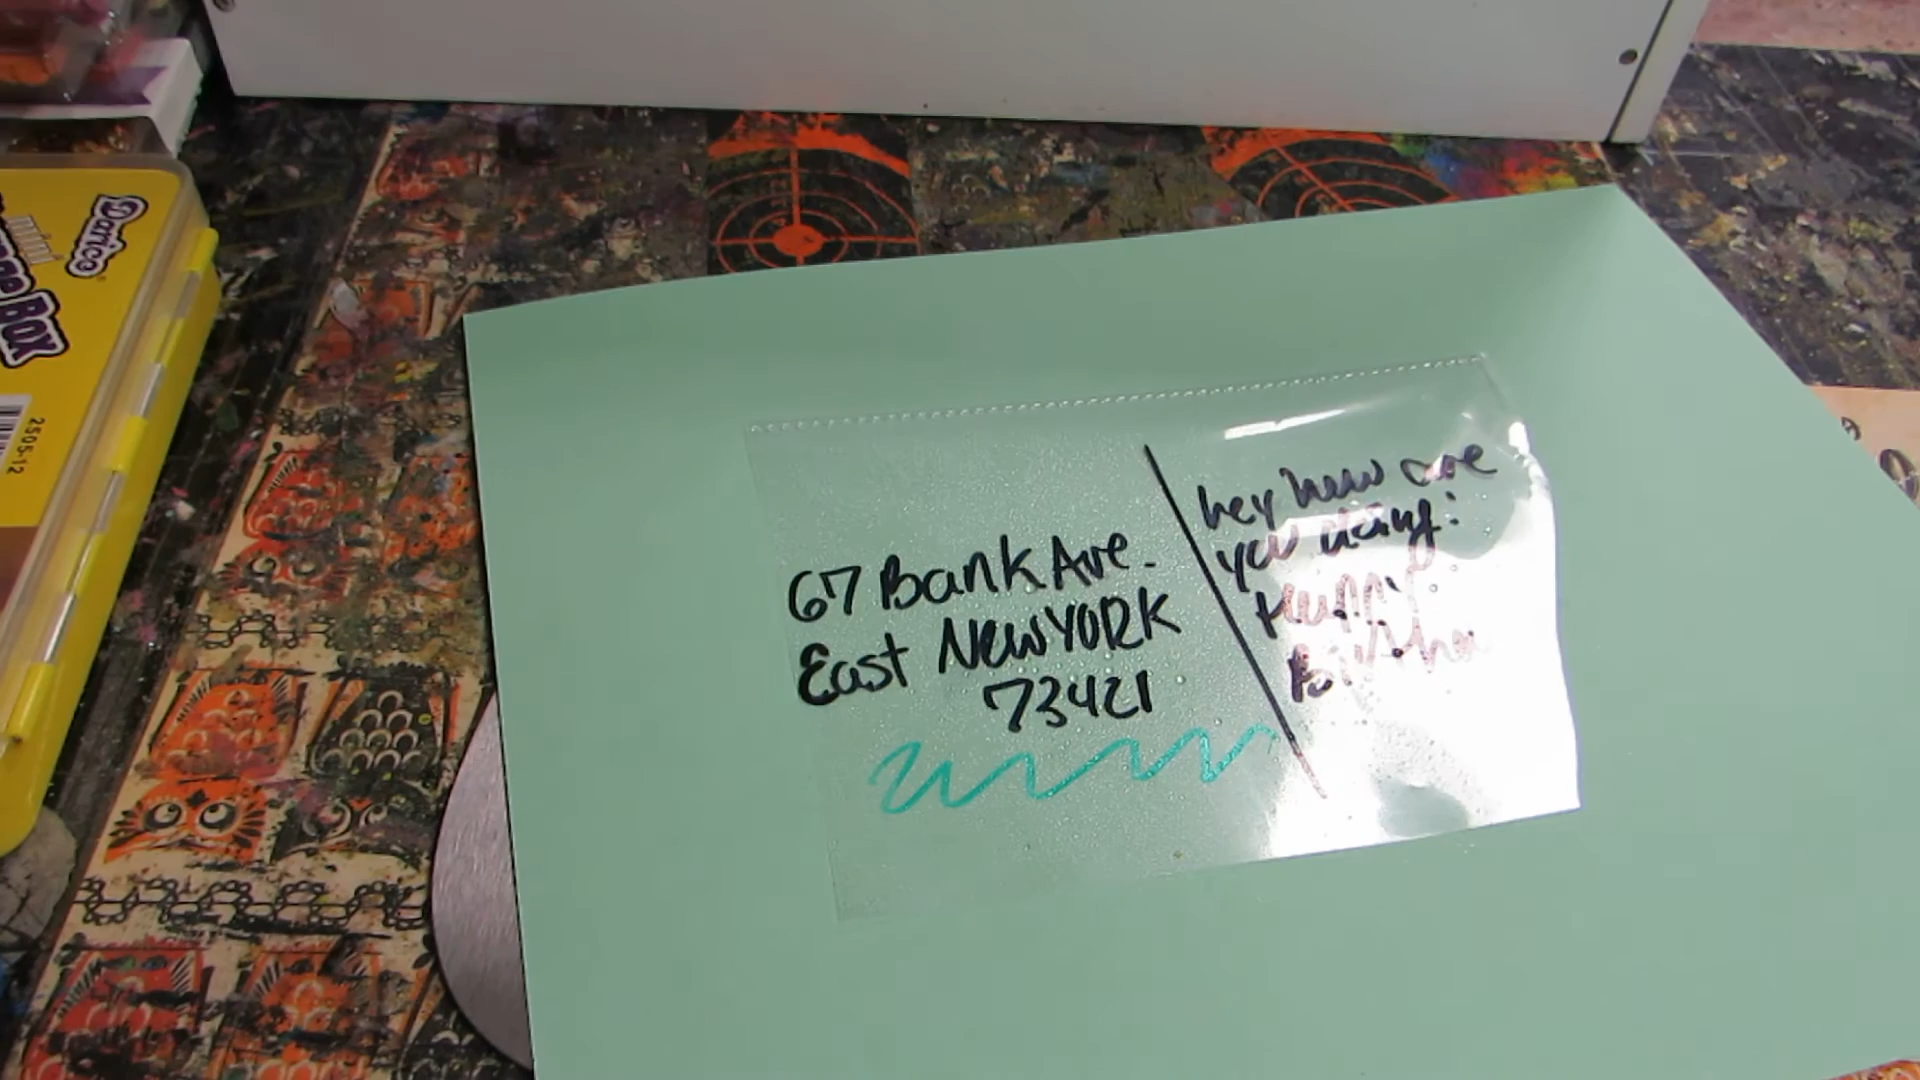 Darice
mini
BOX
2505-12
67 Bank Ave.
East New YORK
73421
hey how are
you doing?